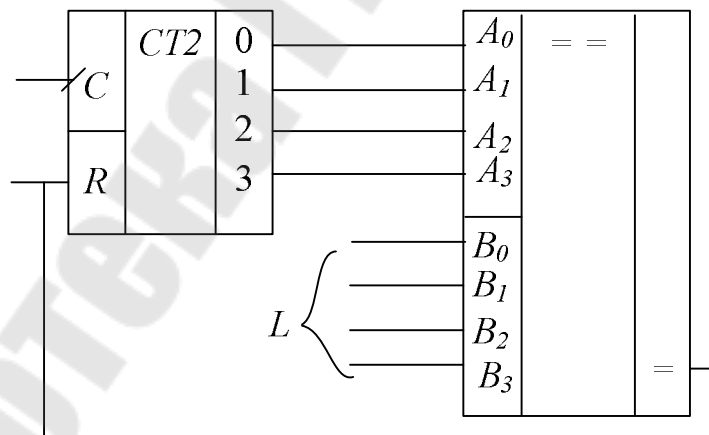 CT2
0
1
2
3
C
R
A0
A1
A2
A3
= =
B0
B1
B2
B3
=
L